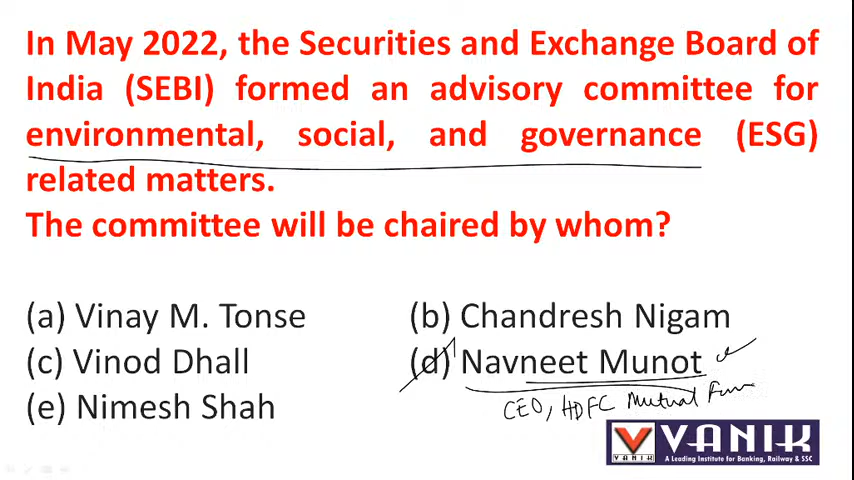 In May 2022, the Securities and Exchange Board of
India (SEBI) formed an advisory committee for
environmental, social, and governance (ESG)
related matters.
The committee will be chaired by whom?
(a) Vinay M. Tonse
(b) Chandresh Nigam
(c) Vinod Dhall
(d) Navneet Munot
(e) Nimesh Shah
CEO, HDFC Mutual
VANIK
VANIK
A Leading Institute for Banking, Railway & SSC